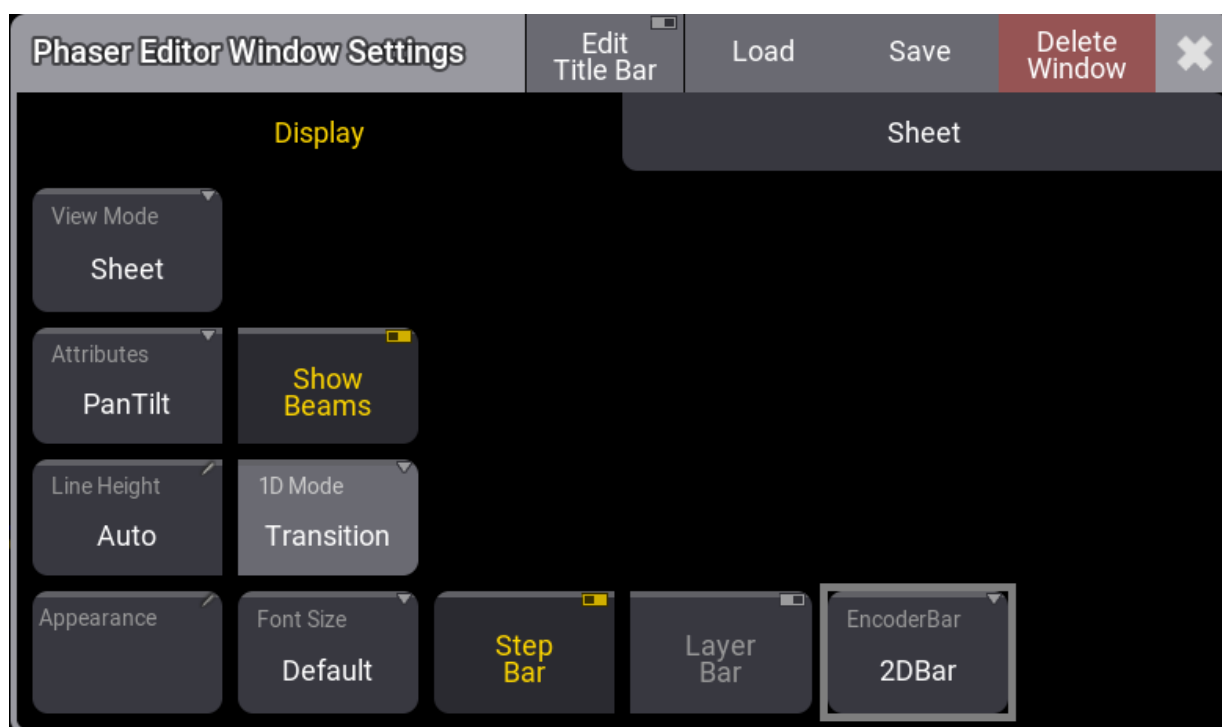 Phaser Editor Window Settings
Edit
Title Bar
Load
Save
Delete
Window
Display
Sheet
View Mode
Sheet
Attributes
PanTilt
Show
Beams
Line Height
Auto
1D Mode
Transition
Appearance
Font Size
Default
Step
Bar
Layer
Bar
EncoderBar
2DBar